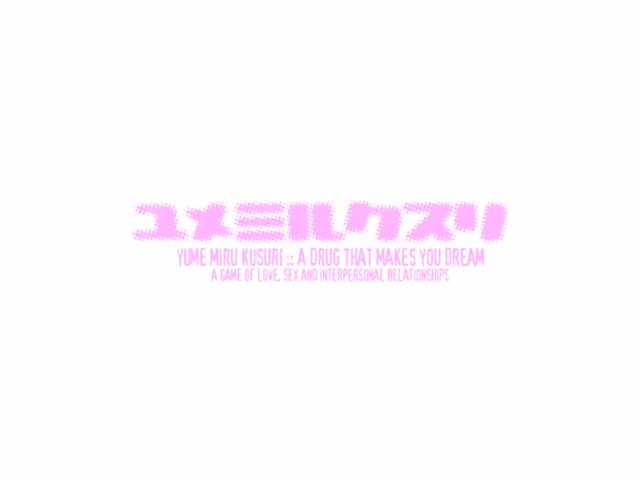 ユメミルクスリ
YUME MIRU KUSURI :: A DRUG THAT MAKES YOU DREAM
A GAME OF LOVE, SEX AND INTERPERSONAL RELATIONSHIPS